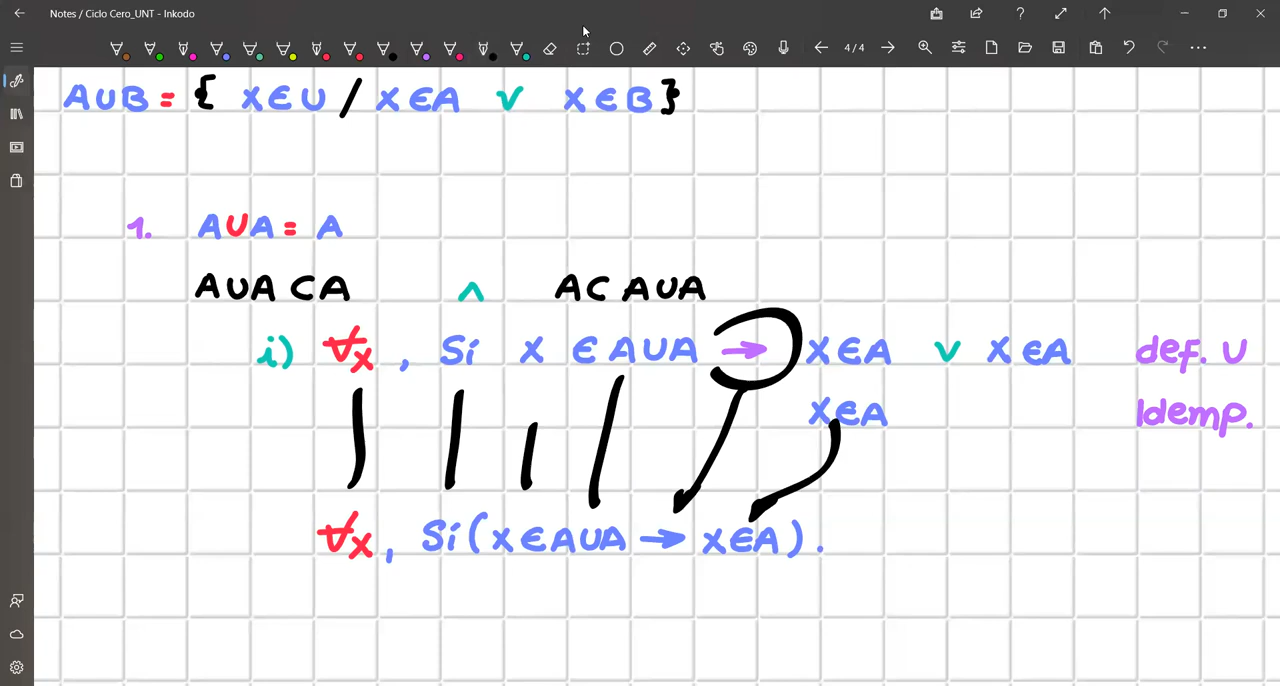 Notes / Ciclo Cero_UNT - Inkodo
4/4
A∪B = { X∈U / X∈A ∨ X∈B }
1. A∪A = A
A∪A ⊂ A ∧ A ⊂ A∪A
i) ∀x , Si X ∈ A∪A → X∈A ∨ X∈A def. U
X∈A Idemp.
∀x , Si (X∈A∪A → X∈A).